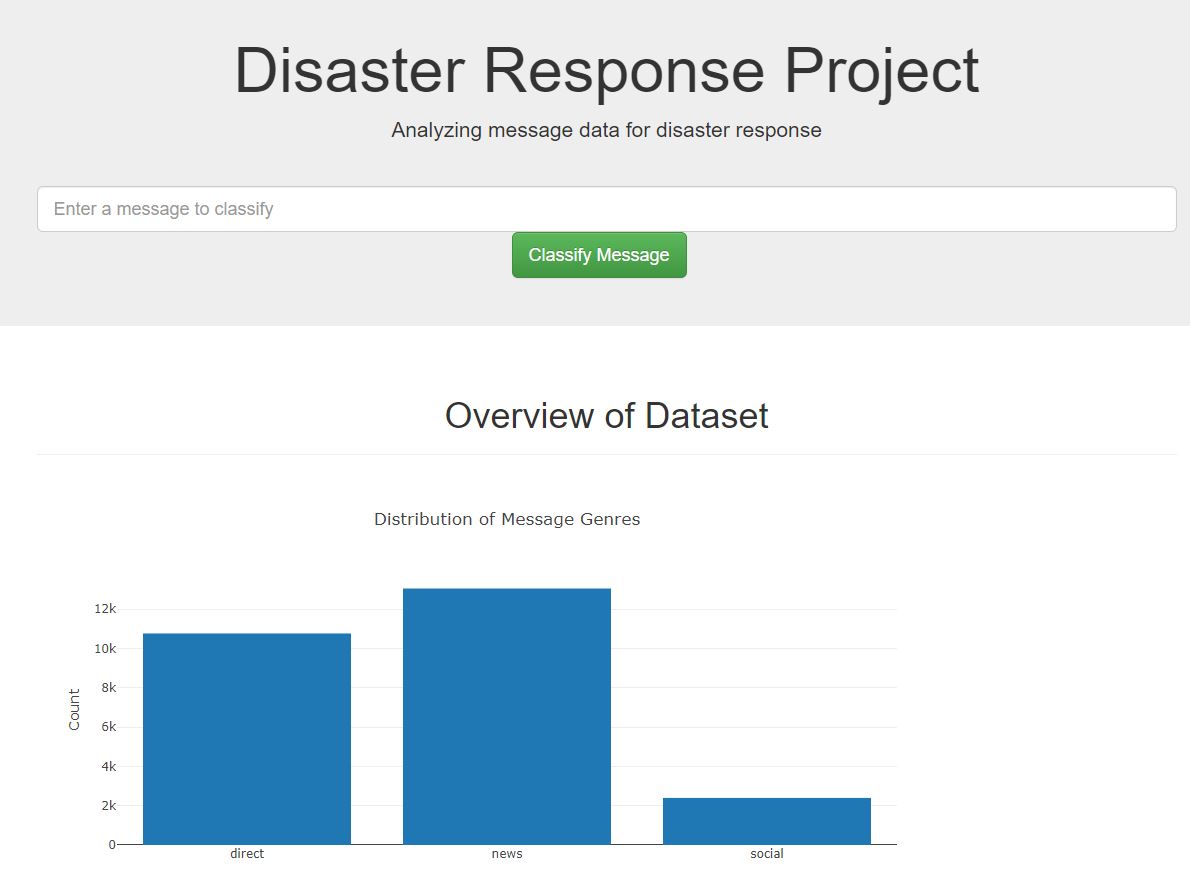 Disaster Response Project
Analyzing message data for disaster response
Enter a message to classify
Classify Message
Overview of Dataset
Distribution of Message Genres
12k
10k
8k
6k
4k
2k
0
Count
direct news social